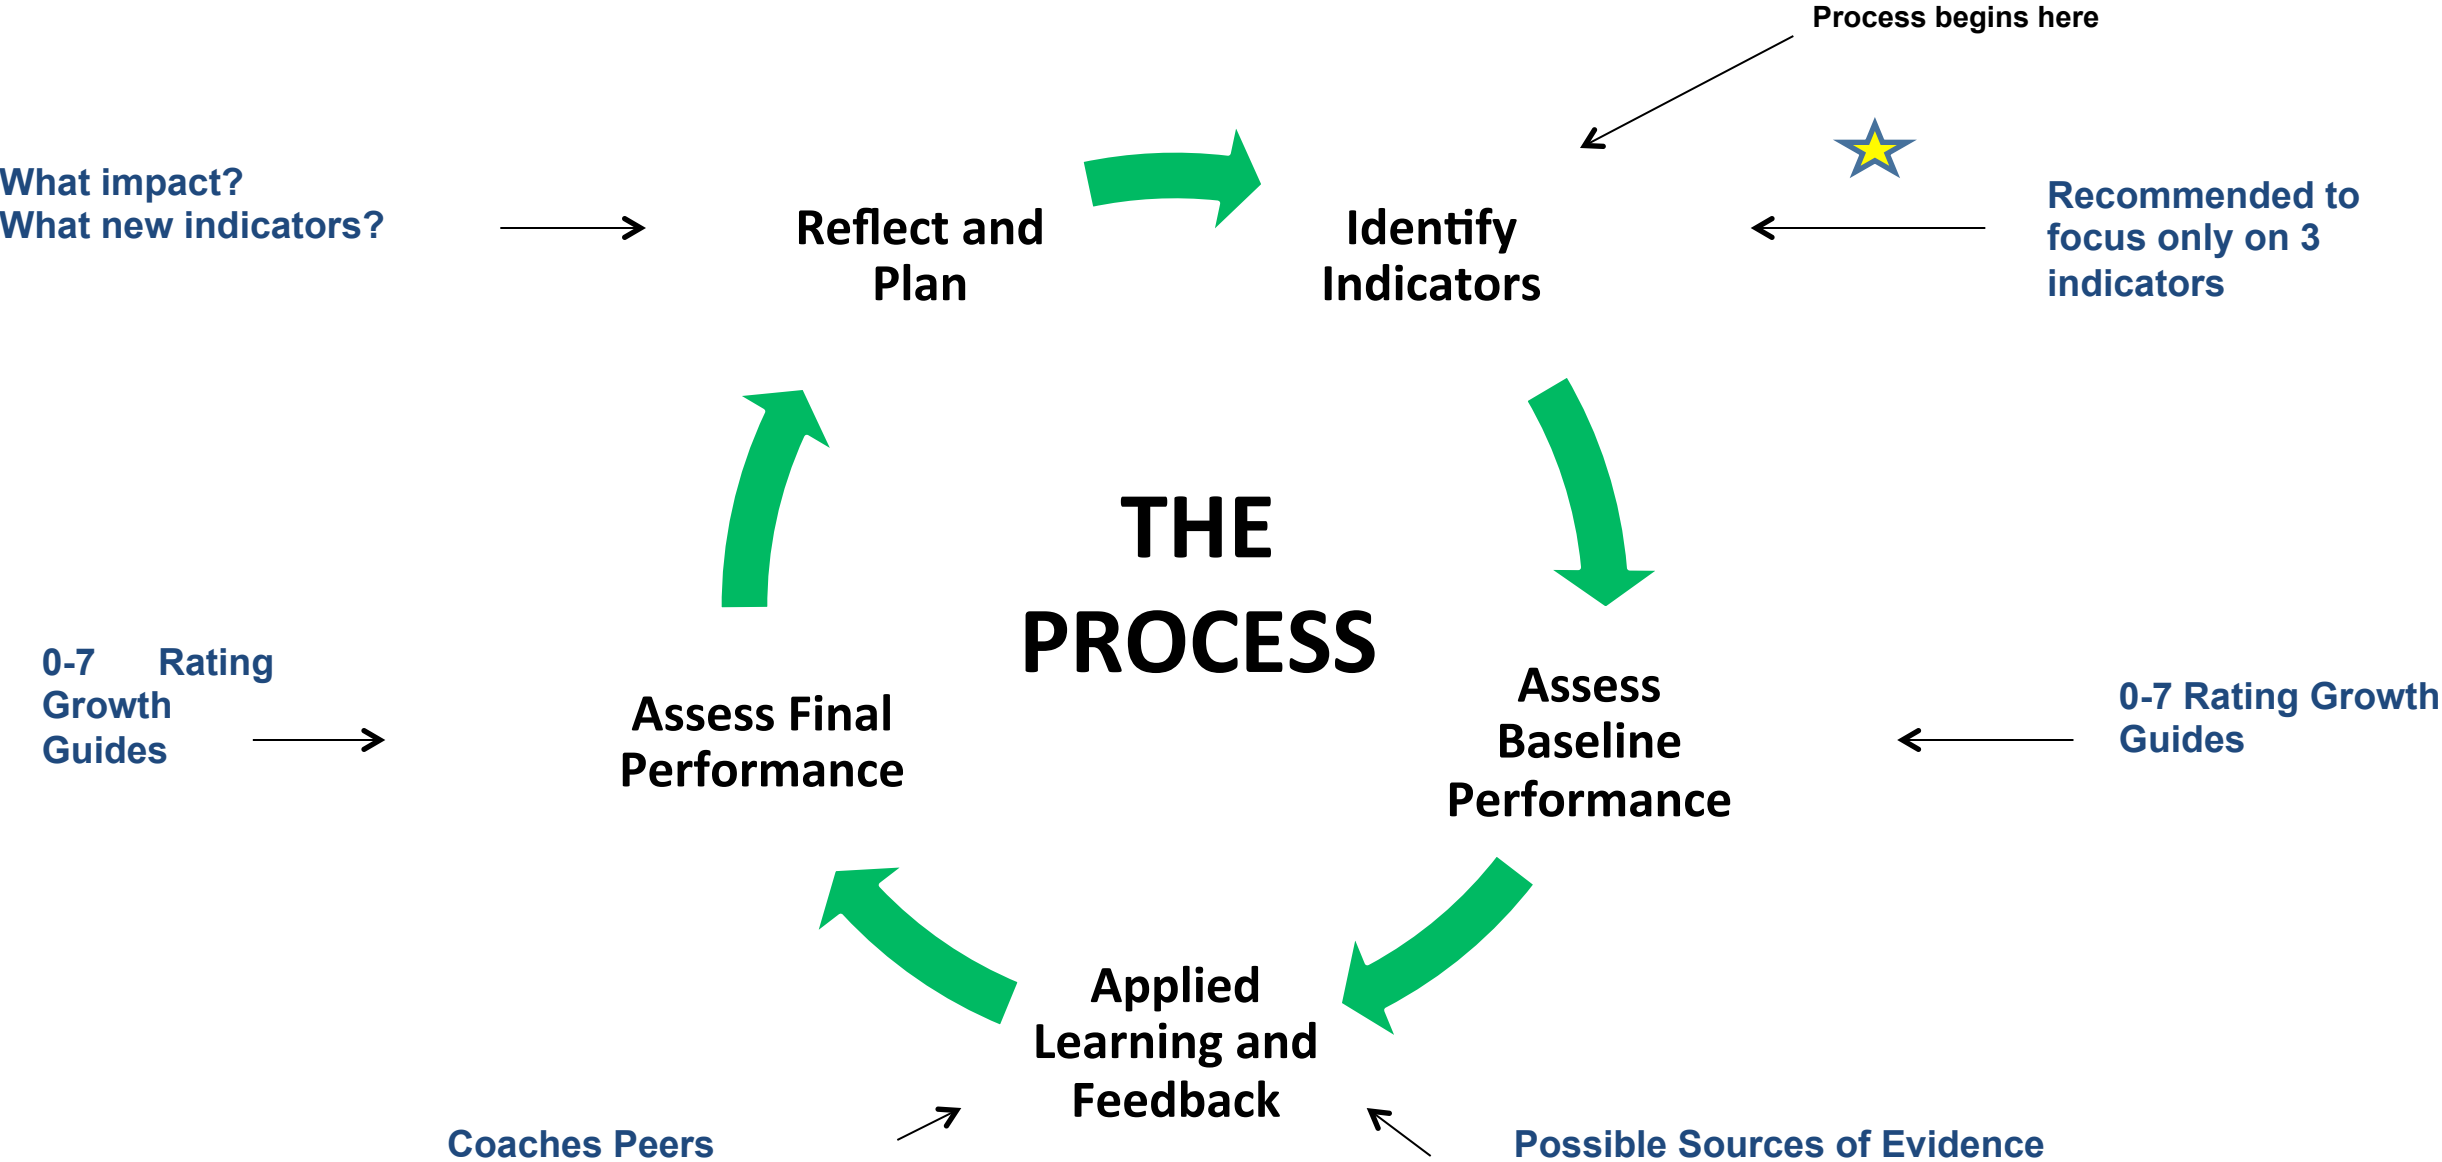 Process begins here
What impact?
What new indicators?
Reflect and
Plan
Identify
Indicators
Recommended to
focus only on 3
indicators
THE
PROCESS
0-7 Rating
Growth
Guides
Assess Final
Performance
Assess
Baseline
Performance
0-7 Rating Growth
Guides
Applied
Learning and
Feedback
Coaches Peers
Possible Sources of Evidence